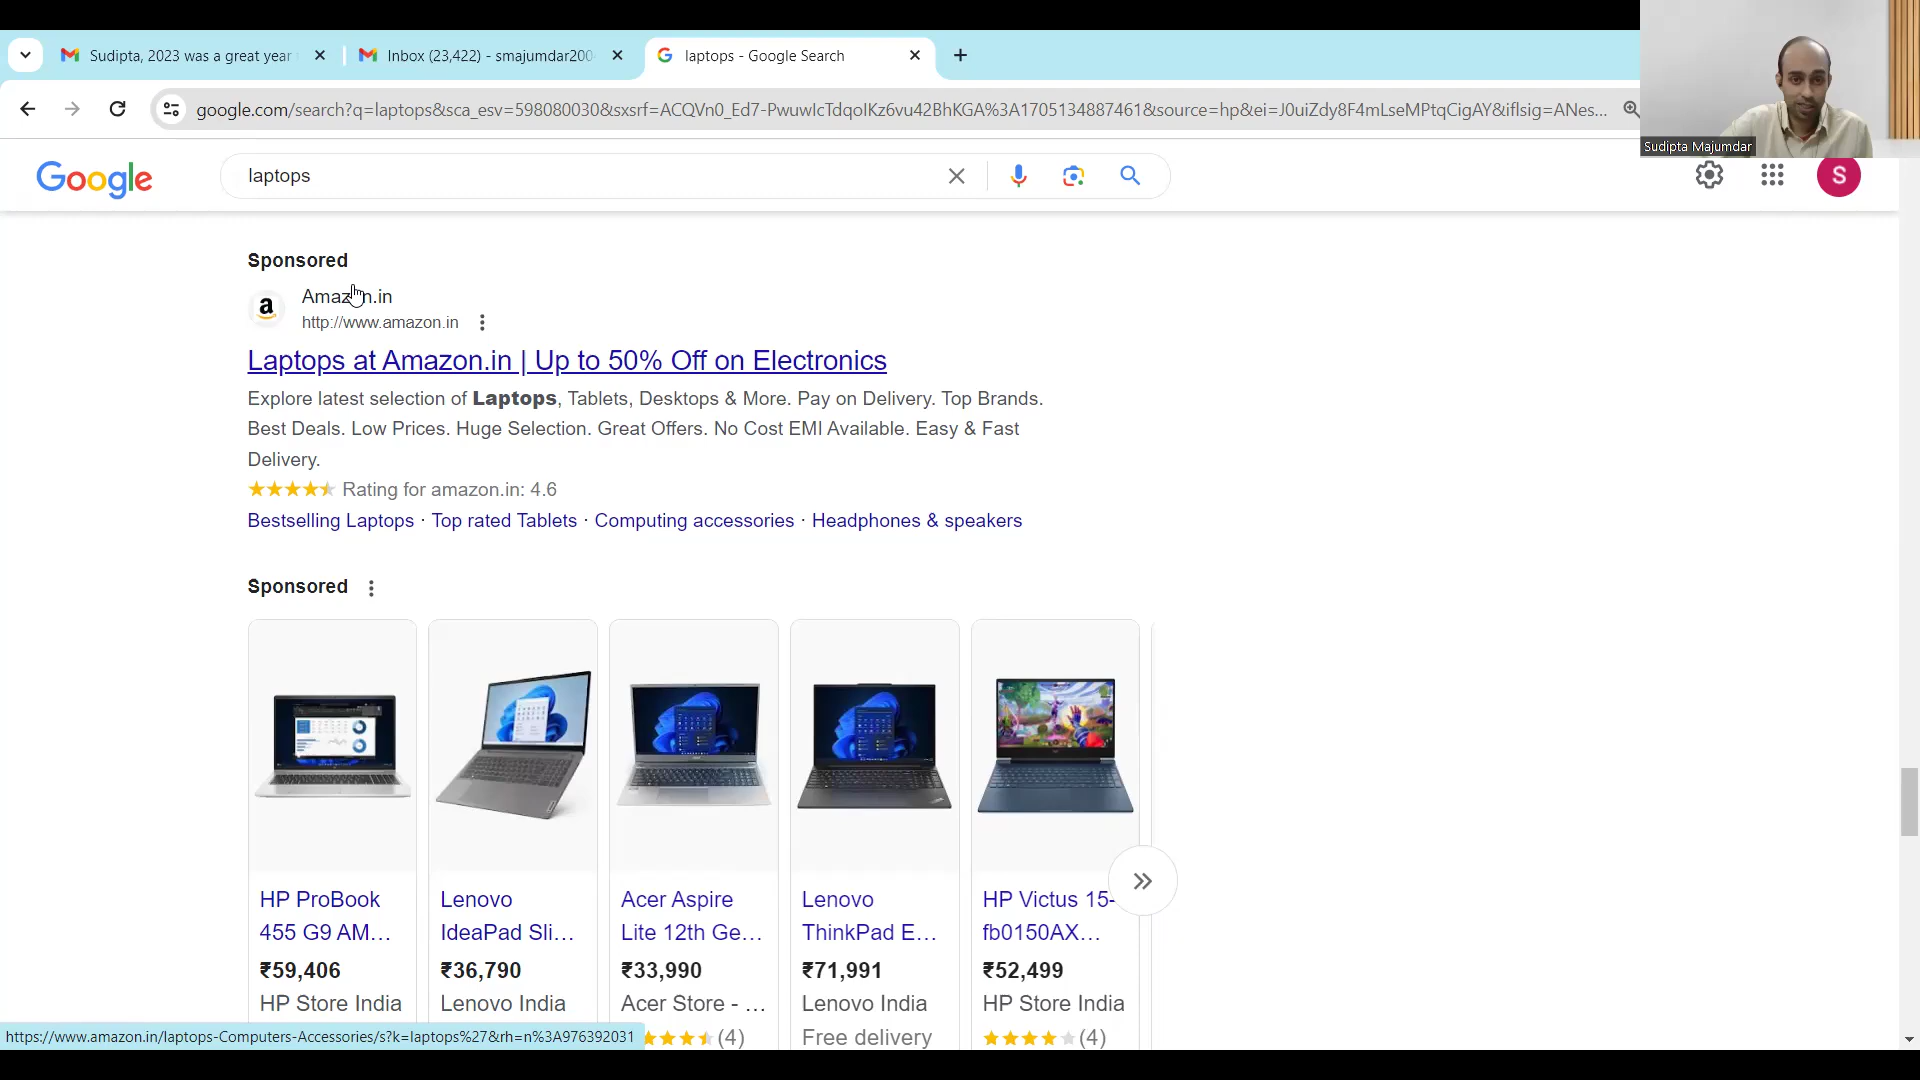 Sudipta, 2023 was a great year
Inbox (23,422) - smajumdar200
laptops - Google Search
google.com/search?q=laptops&sca_esv=598080030&sxsrf=ACQVn0_Ed7-PwuwIcTdqoIKz6vu42BhKGA%3A1705134887461&source=hp&ei=J0uiZdy8F4mLseMPtqCigAY&iflsig=ANes...
Sudipta Majumdar
Google
laptops
S
Sponsored
a
Amazon.in
http://www.amazon.in
Laptops at Amazon.in | Up to 50% Off on Electronics
Explore latest selection of Laptops, Tablets, Desktops & More. Pay on Delivery. Top Brands.
Best Deals. Low Prices. Huge Selection. Great Offers. No Cost EMI Available. Easy & Fast
Delivery.
Rating for amazon.in: 4.6
Bestselling Laptops · Top rated Tablets · Computing accessories · Headphones & speakers
Sponsored
HP ProBook
455 G9 AM...
₹59,406
HP Store India
Lenovo
IdeaPad Sli...
₹36,790
Lenovo India
Acer Aspire
Lite 12th Ge...
₹33,990
Acer Store - ...
(4)
Lenovo
ThinkPad E...
₹71,991
Lenovo India
Free delivery
HP Victus 15-
fb0150AX...
₹52,499
HP Store India
(4)
https://www.amazon.in/laptops-Computers-Accessories/s?k=laptops%27&rh=n%3A976392031